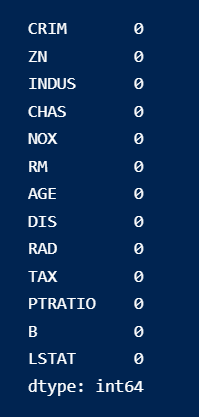 CRIM 0
ZN 0
INDUS 0
CHAS 0
NOX 0
RM 0
AGE 0
DIS 0
RAD 0
TAX 0
PTRATIO 0
B 0
LSTAT 0
dtype: int64